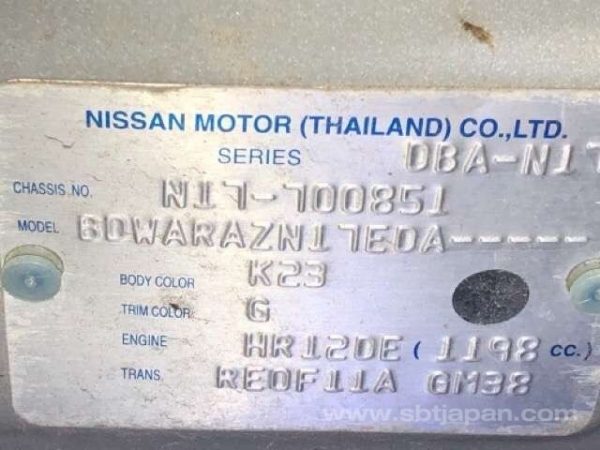 NISSAN MOTOR (THAILAND) CO.,LTD.
SERIES DBA-N17
CHASSIS NO. N17-700851
MODEL BDWARAZN17EDA-----
BODY COLOR K23
TRIM COLOR G
ENGINE HR12DE ( 1198 cc.)
TRANS. RE0F11A GM38
www.sbtjapan.com